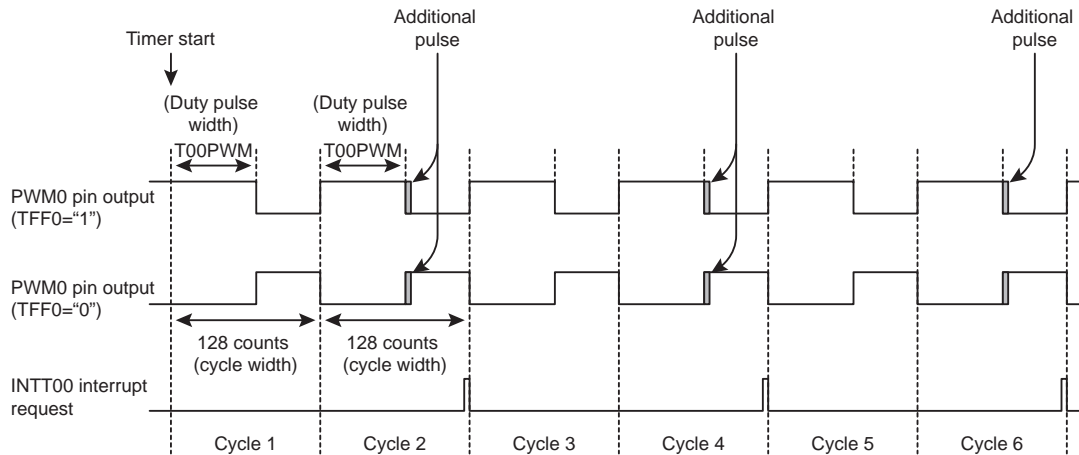 Additional
pulse
Additional
pulse
Additional
pulse
Timer start
(Duty pulse
width)
T00PWM
(Duty pulse
width)
T00PWM
PWM0 pin output
(TFF0=“1”)
PWM0 pin output
(TFF0=“0”)
128 counts
(cycle width)
128 counts
(cycle width)
INTT00 interrupt
request
Cycle 1
Cycle 2
Cycle 3
Cycle 4
Cycle 5
Cycle 6